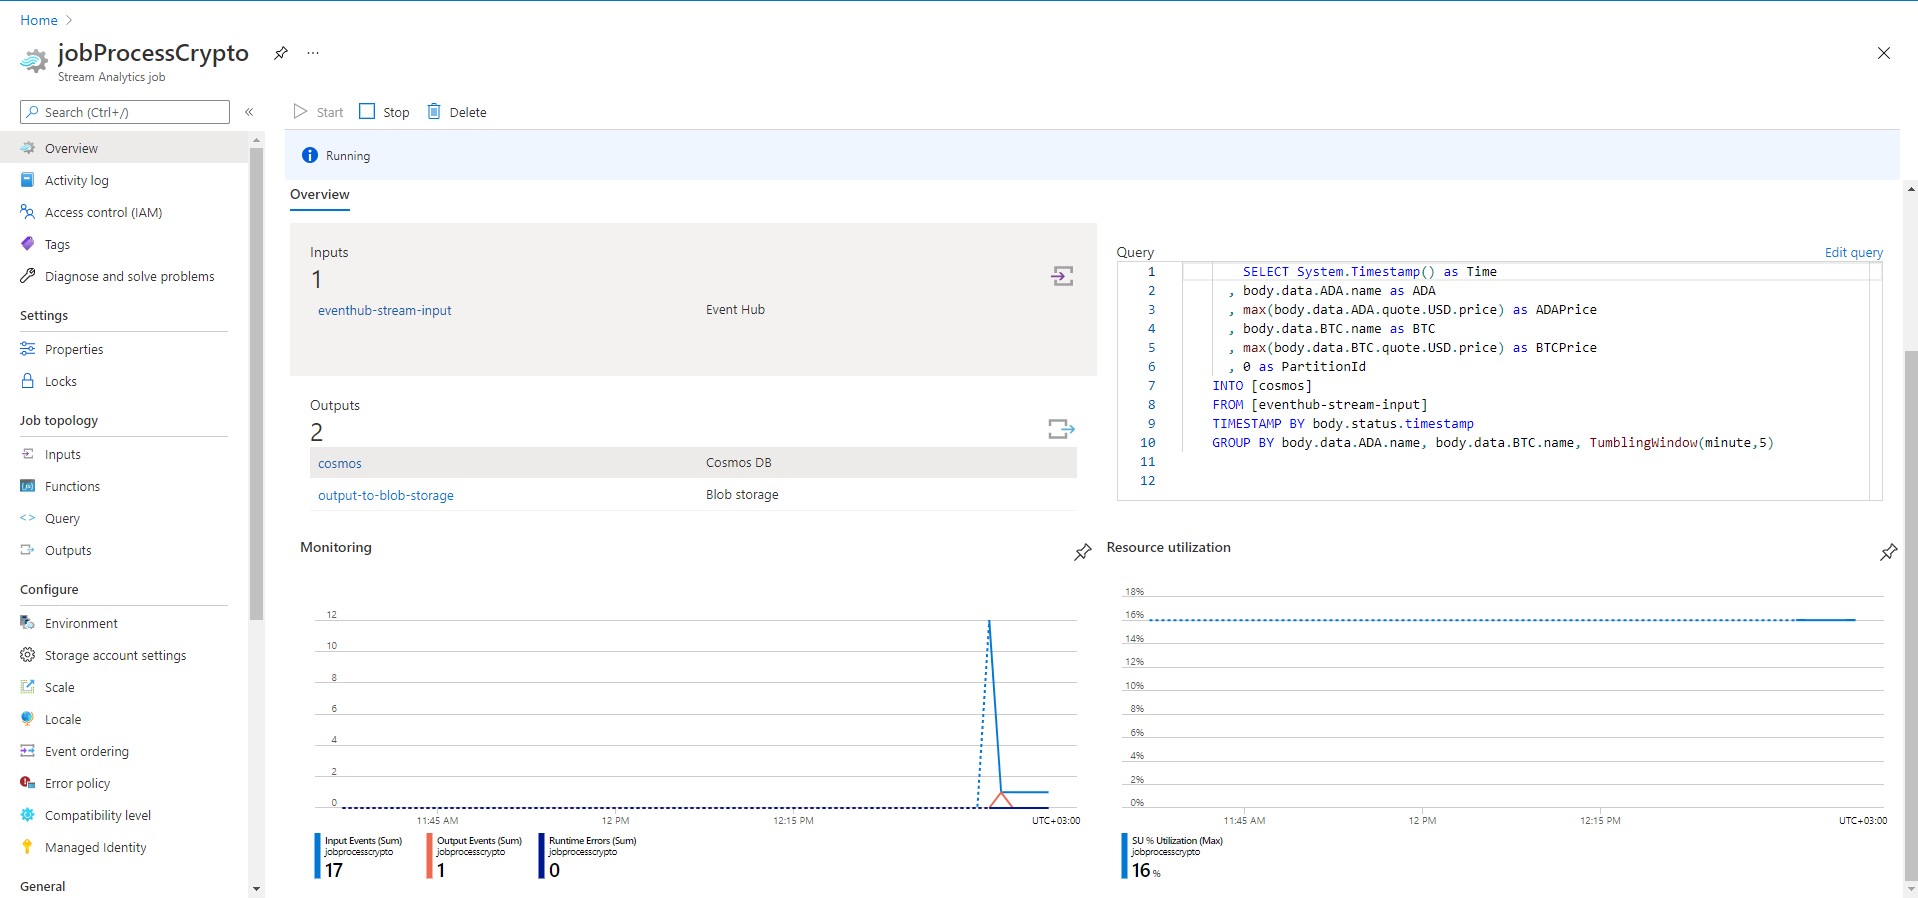 Home
jobProcessCrypto
Stream Analytics job
Search (Ctrl+/)
«
Overview
Activity log
Access control (IAM)
Tags
Diagnose and solve problems
Settings
Properties
Locks
Job topology
Inputs
Functions
Query
Outputs
Configure
Environment
Storage account settings
Scale
Locale
Event ordering
Error policy
Compatibility level
Managed Identity
General
Start
Stop
Delete
Running
Overview
Inputs
1
eventhub-stream-input Event Hub
Outputs
2
cosmos Cosmos DB
output-to-blob-storage Blob storage
Query Edit query
1 SELECT System.Timestamp() as Time
2 , body.data.ADA.name as ADA
3 , max(body.data.ADA.quote.USD.price) as ADAPrice
4 , body.data.BTC.name as BTC
5 , max(body.data.BTC.quote.USD.price) as BTCPrice
6 , 0 as PartitionId
7 INTO [cosmos]
8 FROM [eventhub-stream-input]
9 TIMESTAMP BY body.status.timestamp
10 GROUP BY body.data.ADA.name, body.data.BTC.name, TumblingWindow(minute,5)
11
12
Monitoring
12
10
8
6
4
2
0
11:45 AM 12 PM 12:15 PM UTC+03:00
Input Events (Sum)
jobprocesscrypto
17
Output Events (Sum)
jobprocesscrypto
1
Runtime Errors (Sum)
jobprocesscrypto
0
Resource utilization
18%
16%
14%
12%
10%
8%
6%
4%
2%
0%
11:45 AM 12 PM 12:15 PM UTC+03:00
SU % Utilization (Max)
jobprocesscrypto
16 %